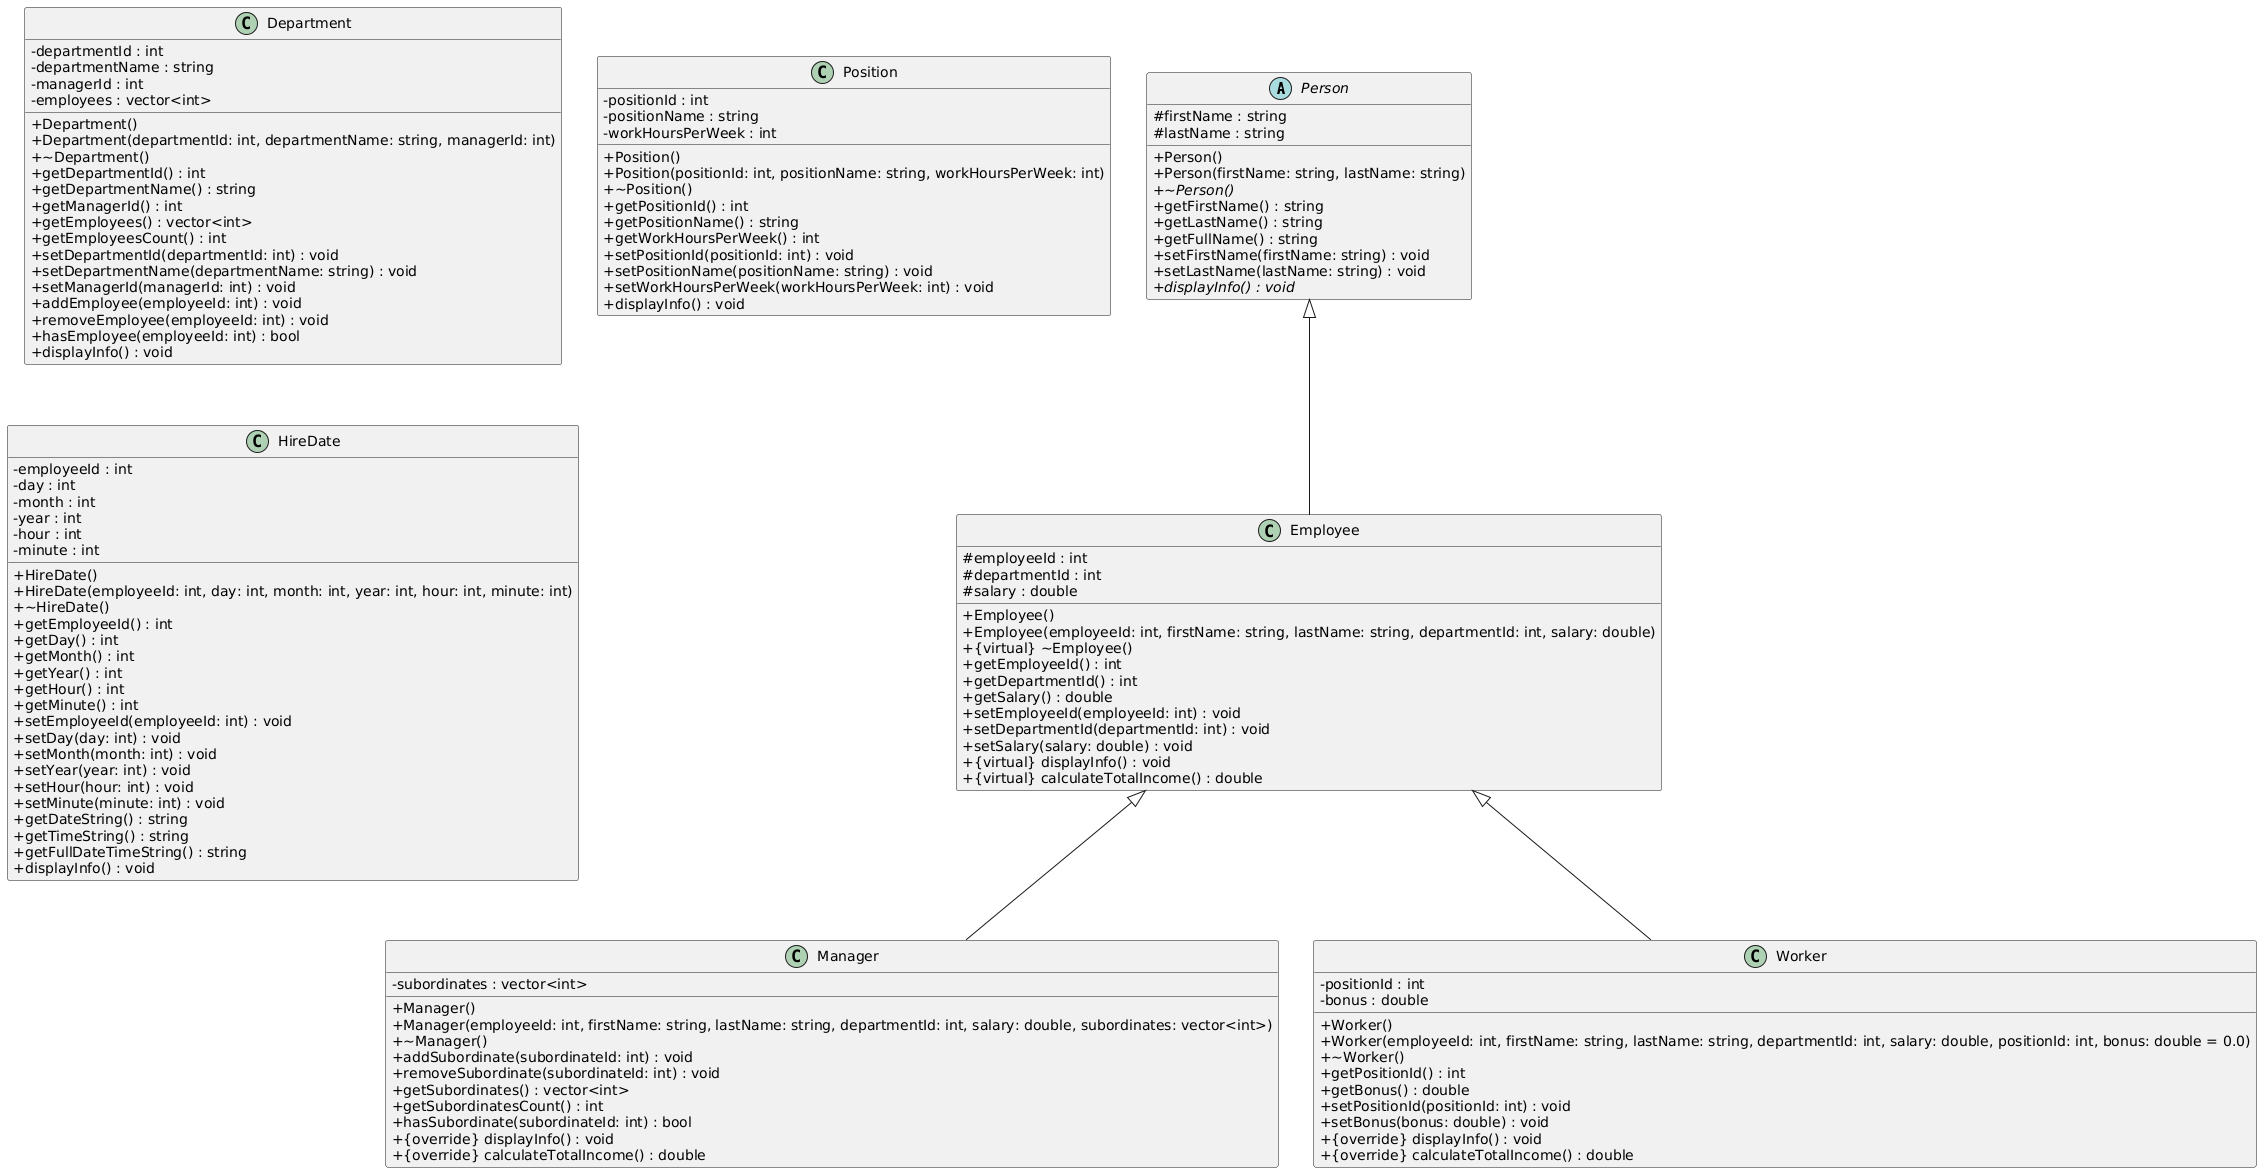 C Department
-departmentId : int
-departmentName : string
-managerId : int
-employees : vector<int>
+Department()
+Department(departmentId: int, departmentName: string, managerId: int)
+~Department()
+getDepartmentId() : int
+getDepartmentName() : string
+getManagerId() : int
+getEmployees() : vector<int>
+getEmployeesCount() : int
+setDepartmentId(departmentId: int) : void
+setDepartmentName(departmentName: string) : void
+setManagerId(managerId: int) : void
+addEmployee(employeeId: int) : void
+removeEmployee(employeeId: int) : void
+hasEmployee(employeeId: int) : bool
+displayInfo() : void
C Position
-positionId : int
-positionName : string
-workHoursPerWeek : int
+Position()
+Position(positionId: int, positionName: string, workHoursPerWeek: int)
+~Position()
+getPositionId() : int
+getPositionName() : string
+getWorkHoursPerWeek() : int
+setPositionId(positionId: int) : void
+setPositionName(positionName: string) : void
+setWorkHoursPerWeek(workHoursPerWeek: int) : void
+displayInfo() : void
A Person
#firstName : string
#lastName : string
+Person()
+Person(firstName: string, lastName: string)
+~Person()
+getFirstName() : string
+getLastName() : string
+getFullName() : string
+setFirstName(firstName: string) : void
+setLastName(lastName: string) : void
+displayInfo() : void
C HireDate
-employeeId : int
-day : int
-month : int
-year : int
-hour : int
-minute : int
+HireDate()
+HireDate(employeeId: int, day: int, month: int, year: int, hour: int, minute: int)
+~HireDate()
+getEmployeeId() : int
+getDay() : int
+getMonth() : int
+getYear() : int
+getHour() : int
+getMinute() : int
+setEmployeeId(employeeId: int) : void
+setDay(day: int) : void
+setMonth(month: int) : void
+setYear(year: int) : void
+setHour(hour: int) : void
+setMinute(minute: int) : void
+getDateString() : string
+getTimeString() : string
+getFullDateTimeString() : string
+displayInfo() : void
C Employee
#employeeId : int
#departmentId : int
#salary : double
+Employee()
+Employee(employeeId: int, firstName: string, lastName: string, departmentId: int, salary: double)
+{virtual} ~Employee()
+getEmployeeId() : int
+getDepartmentId() : int
+getSalary() : double
+setEmployeeId(employeeId: int) : void
+setDepartmentId(departmentId: int) : void
+setSalary(salary: double) : void
+{virtual} displayInfo() : void
+{virtual} calculateTotalIncome() : double
C Manager
-subordinates : vector<int>
+Manager()
+Manager(employeeId: int, firstName: string, lastName: string, departmentId: int, salary: double, subordinates: vector<int>)
+~Manager()
+addSubordinate(subordinateId: int) : void
+removeSubordinate(subordinateId: int) : void
+getSubordinates() : vector<int>
+getSubordinatesCount() : int
+hasSubordinate(subordinateId: int) : bool
+{override} displayInfo() : void
+{override} calculateTotalIncome() : double
C Worker
-positionId : int
-bonus : double
+Worker()
+Worker(employeeId: int, firstName: string, lastName: string, departmentId: int, salary: double, positionId: int, bonus: double = 0.0)
+~Worker()
+getPositionId() : int
+getBonus() : double
+setPositionId(positionId: int) : void
+setBonus(bonus: double) : void
+{override} displayInfo() : void
+{override} calculateTotalIncome() : double